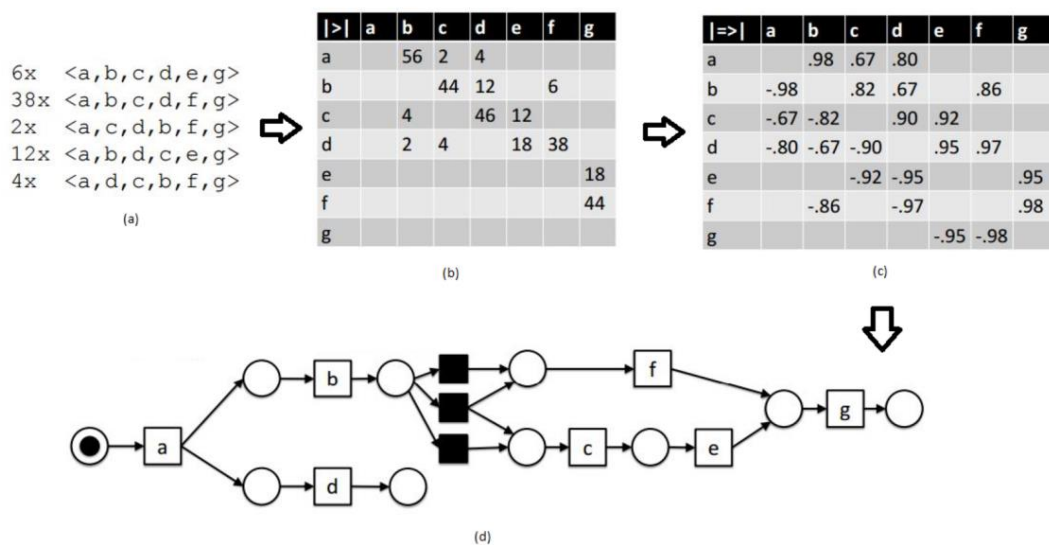 6x <a,b,c,d,e,g>
38x <a,b,c,d,f,g>
2x <a,c,d,b,f,g>
12x <a,b,d,c,e,g>
4x <a,d,c,b,f,g>
(a)
|>| a b c d e f g
a 56 2 4
b 44 12 6
c 4 46 12
d 2 4 18 38
e 18
f 44
g
(b)
|=>| a b c d e f g
a .98 .67 .80
b -.98 .82 .67 .86
c -.67 -.82 .90 .92
d -.80 -.67 -.90 .95 .97
e -.92 -.95 .95
f -.86 -.97 .98
g -.95 -.98
(c)
b
f
a
g
c
e
d
(d)